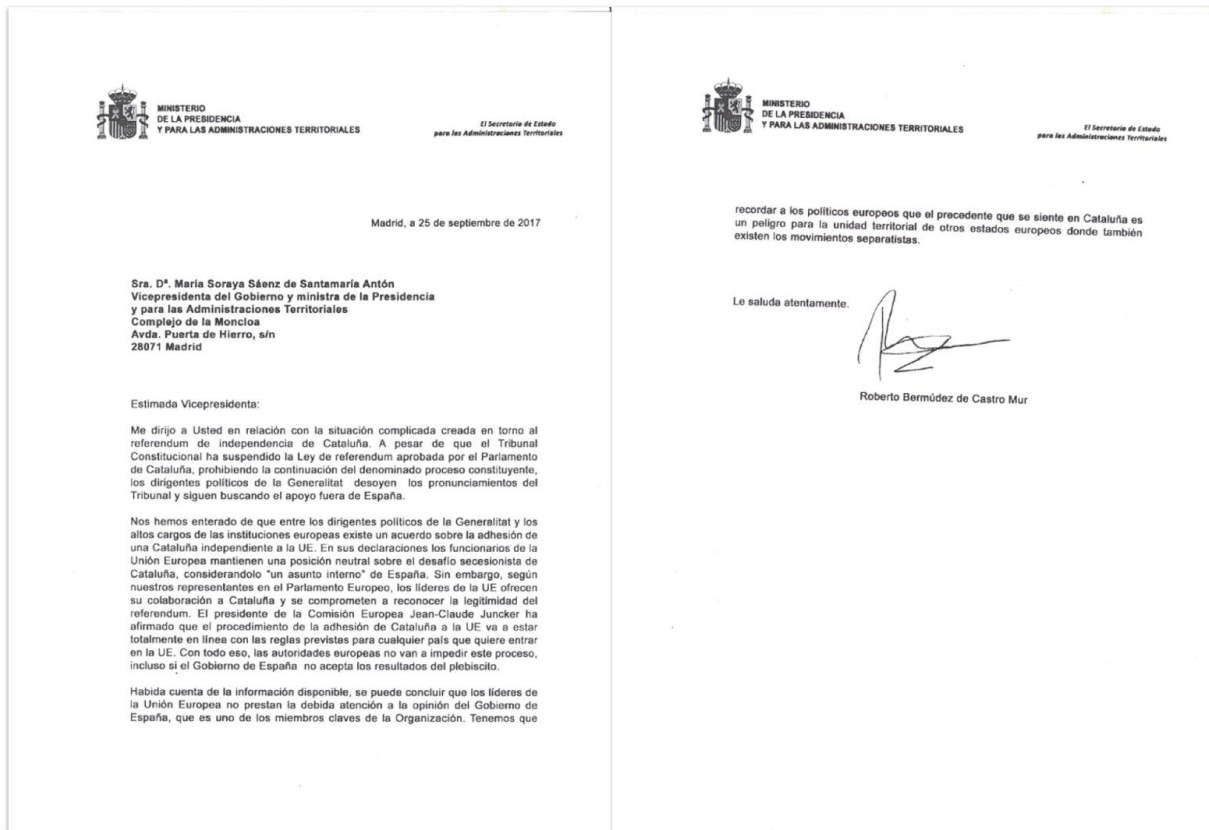 MINISTERIO
DE LA PRESIDENCIA
Y PARA LAS ADMINISTRACIONES TERRITORIALES
El Secretario de Estado
para las Administraciones Territoriales
Madrid, a 25 de septiembre de 2017
Sra. Dª. María Soraya Sáenz de Santamaría Antón
Vicepresidenta del Gobierno y ministra de la Presidencia
y para las Administraciones Territoriales
Complejo de la Moncloa
Avda. Puerta de Hierro, s/n
28071 Madrid
Estimada Vicepresidenta:
Me dirijo a Usted en relación con la situación complicada creada en torno al
referendum de independencia de Cataluña. A pesar de que el Tribunal
Constitucional ha suspendido la Ley de referendum aprobada por el Parlamento
de Cataluña, prohibiendo la continuación del denominado proceso constituyente,
los dirigentes políticos de la Generalitat desoyen los pronunciamientos del
Tribunal y siguen buscando el apoyo fuera de España.
Nos hemos enterado de que entre los dirigentes políticos de la Generalitat y los
altos cargos de las instituciones europeas existe un acuerdo sobre la adhesión de
una Cataluña independiente a la UE. En sus declaraciones los funcionarios de la
Unión Europea mantienen una posición neutral sobre el desafío secesionista de
Cataluña, considerandolo "un asunto interno" de España. Sin embargo, según
nuestros representantes en el Parlamento Europeo, los líderes de la UE ofrecen
su colaboración a Cataluña y se comprometen a reconocer la legitimidad del
referendum. El presidente de la Comisión Europea Jean-Claude Juncker ha
afirmado que el procedimiento de la adhesión de Cataluña a la UE va a estar
totalmente en línea con las reglas previstas para cualquier país que quiere entrar
en la UE. Con todo eso, las autoridades europeas no van a impedir este proceso,
incluso si el Gobierno de España no acepta los resultados del plebiscito.
Habida cuenta de la información disponible, se puede concluir que los líderes de
la Unión Europea no prestan la debida atención a la opinión del Gobierno de
España, que es uno de los miembros claves de la Organización. Tenemos que
MINISTERIO
DE LA PRESIDENCIA
Y PARA LAS ADMINISTRACIONES TERRITORIALES
El Secretario de Estado
para las Administraciones Territoriales
recordar a los políticos europeos que el precedente que se siente en Cataluña es
un peligro para la unidad territorial de otros estados europeos donde también
existen los movimientos separatistas.
Le saluda atentamente.
Roberto Bermúdez de Castro Mur